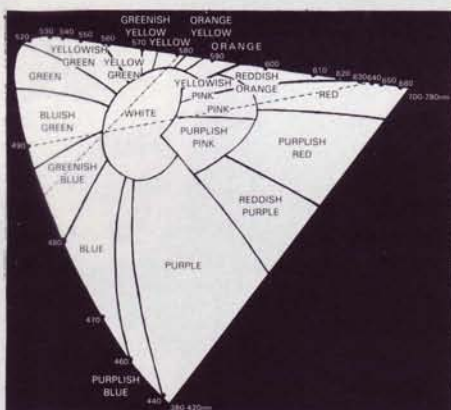 GREENISH
YELLOW
YELLOW
ORANGE
YELLOW
ORANGE
520
530
540
550
560
570
580
590
600
610
620
630
640
650
680
700-780nm
YELLOWISH
GREEN
YELLOW
GREEN
GREEN
YELLOWISH
PINK
REDDISH
ORANGE
RED
PINK
BLUISH
GREEN
WHITE
PURPLISH
PINK
PURPLISH
RED
490
GREENISH
BLUE
REDDISH
PURPLE
480
BLUE
PURPLE
470
460
PURPLISH
BLUE
440
380-420nm